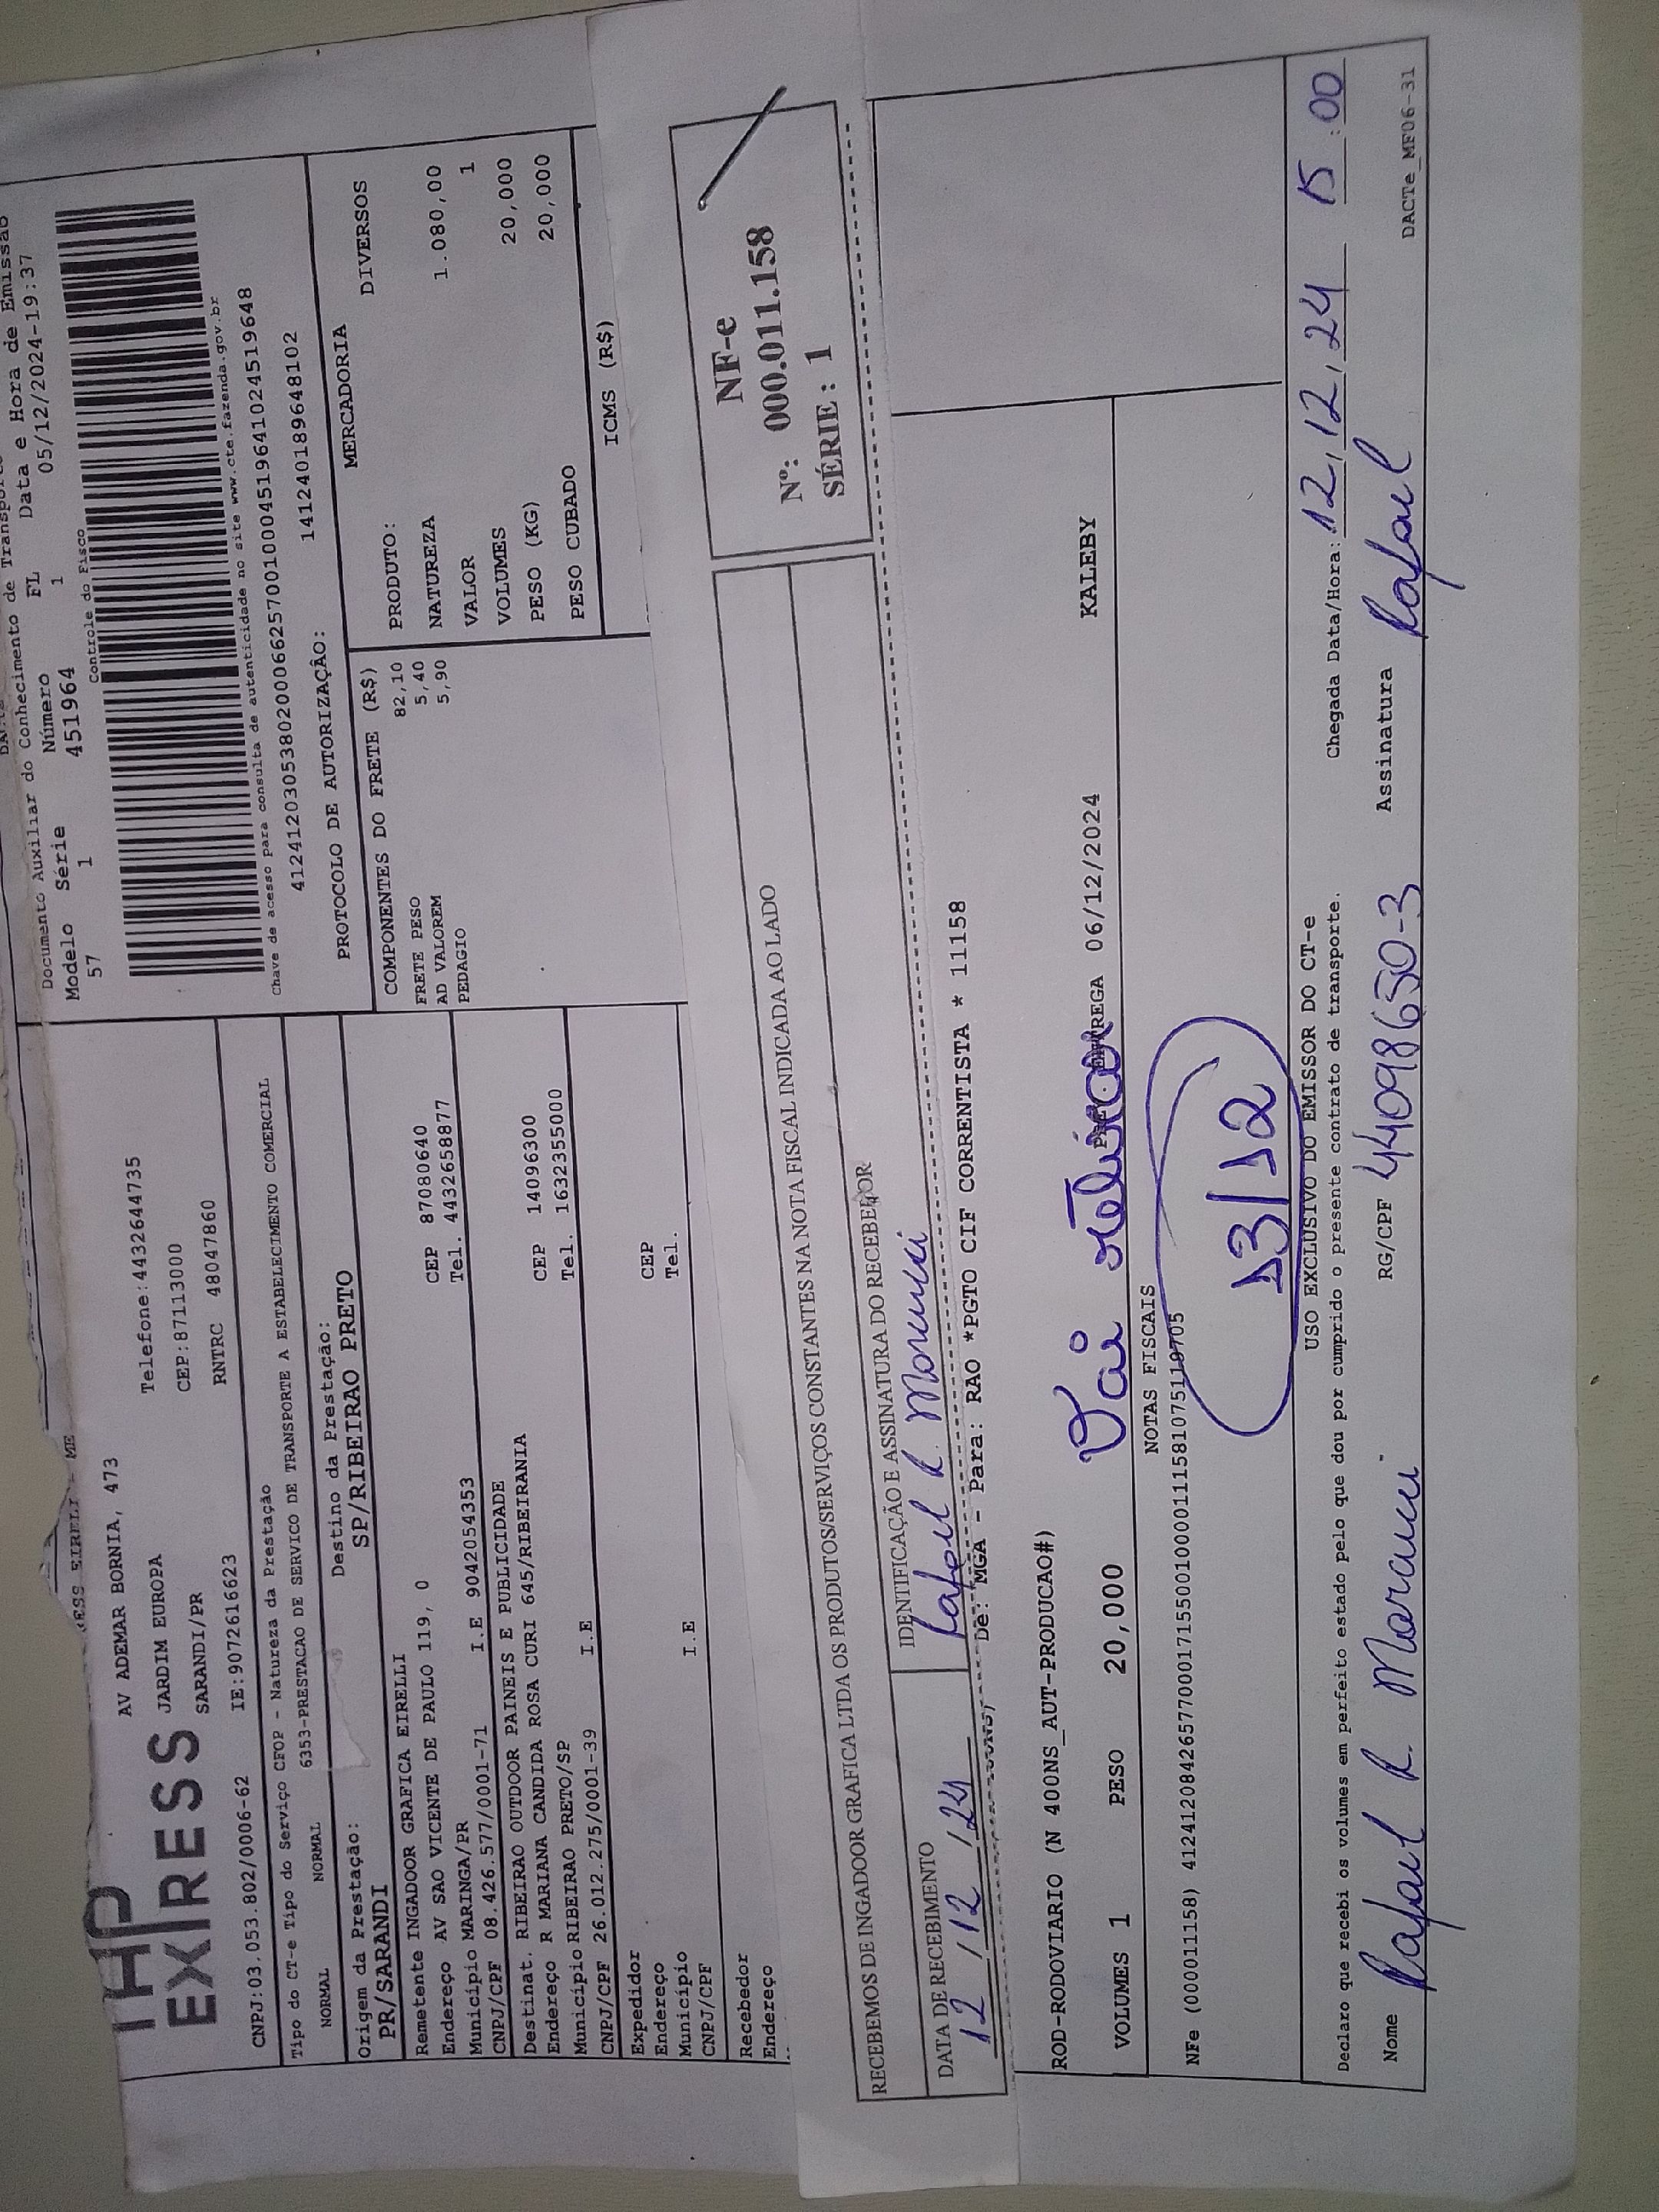 Documento Auxiliar do Conhecimento de Transporte
Modelo Série Número FL Data e Hora de Emissão
57 1 451964 1 05/12/2024-19:37
Controle do Fisco
Chave de acesso para consulta de autenticidade no site www.cte.fazenda.gov.br
41241203053802000662570010004519641024519648
PROTOCOLO DE AUTORIZAÇÃO: 141240189648102
ESS EIRELI - ME
EXPRESS
AV ADEMAR BORNIA, 473
Telefone:4432644735
JARDIM EUROPA
CEP:87113000
SARANDI/PR
RNTRC 48047860
CNPJ:03.053.802/0006-62 IE:9072616623
Tipo do CT-e Tipo do Serviço CFOP - Natureza da Prestação
NORMAL NORMAL 6353-PRESTACAO DE SERVICO DE TRANSPORTE A ESTABELECIMENTO COMERCIAL
Origem da Prestação: Destino da Prestação:
PR/SARANDI SP/RIBEIRAO PRETO
Remetente INGADOOR GRAFICA EIRELLI
Endereço AV SAO VICENTE DE PAULO 119, 0
Município MARINGA/PR CEP 87080640
CNPJ/CPF 08.426.577/0001-71 I.E 9042054353 Tel. 4432658877
Destinat. RIBEIRAO OUTDOOR PAINEIS E PUBLICIDADE
Endereço R MARIANA CANDIDA ROSA CURI 645/RIBEIRANIA
Município RIBEIRAO PRETO/SP CEP 14096300
CNPJ/CPF 26.012.275/0001-39 I.E Tel. 1632355000
Expedidor
Endereço
Município CEP
CNPJ/CPF I.E Tel.
Recebedor
Endereço
COMPONENTES DO FRETE (R$)
FRETE PESO 82,10
AD VALOREM 5,40
PEDAGIO 5,90
MERCADORIA
PRODUTO: DIVERSOS
NATUREZA
VALOR 1.080,00
VOLUMES 1
PESO (KG) 20,000
PESO CUBADO 20,000
ICMS (R$)
RECEBEMOS DE INGADOOR GRAFICA LTDA OS PRODUTOS/SERVIÇOS CONSTANTES NA NOTA FISCAL INDICADA AO LADO
DATA DE RECEBIMENTO IDENTIFICAÇÃO E ASSINATURA DO RECEBEDOR
12/12/24 Rafael R. Marcucci
NF-e
Nº: 000.011.158
SÉRIE : 1
De: MGA - Para: RAO *PGTO CIF CORRENTISTA * 11158
ROD-RODOVIARIO (N 400NS_AUT-PRODUCAO#)
Vai
06/12/2024 KALEBY
VOLUMES 1 PESO 20,000
NOTAS FISCAIS
NFe (000011158)
13/12
USO EXCLUSIVO DO EMISSOR DO CT-e
Declaro que recebi os volumes em perfeito estado pelo que dou por cumprido o presente contrato de transporte. Chegada Data/Hora: 12,12,24 15:00
Nome Rafael R. Marcucci RG/CPF Assinatura Rafael
DACTe_MF06-31